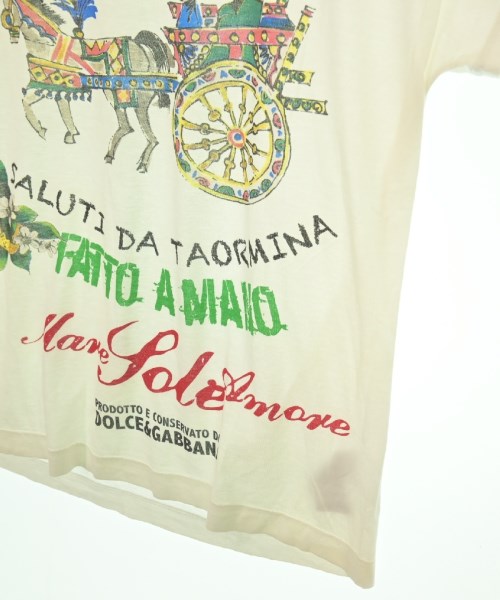 SALUTI DA TAORMINA
FATTO A MANO
Mare Sole Amore
PRODOTTO E CONSERVATO DA
DOLCE&GABBANA